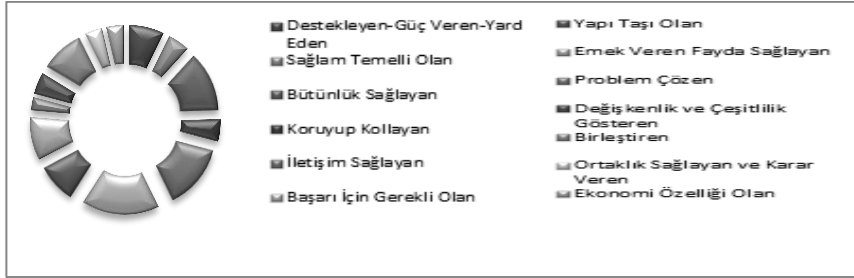 Destekleyen-Güç Veren-Yard
Eden
Sağlam Temelli Olan
Bütünlük Sağlayan
Koruyup Kollayan
İletişim Sağlayan
Başarı İçin Gerekli Olan
Yapı Taşı Olan
Emek Veren Fayda Sağlayan
Problem Çözen
Değişkenlik ve Çeşitlilik
Gösteren
Birleştiren
Ortaklık Sağlayan ve Karar
Veren
Ekonomi Özelliği Olan